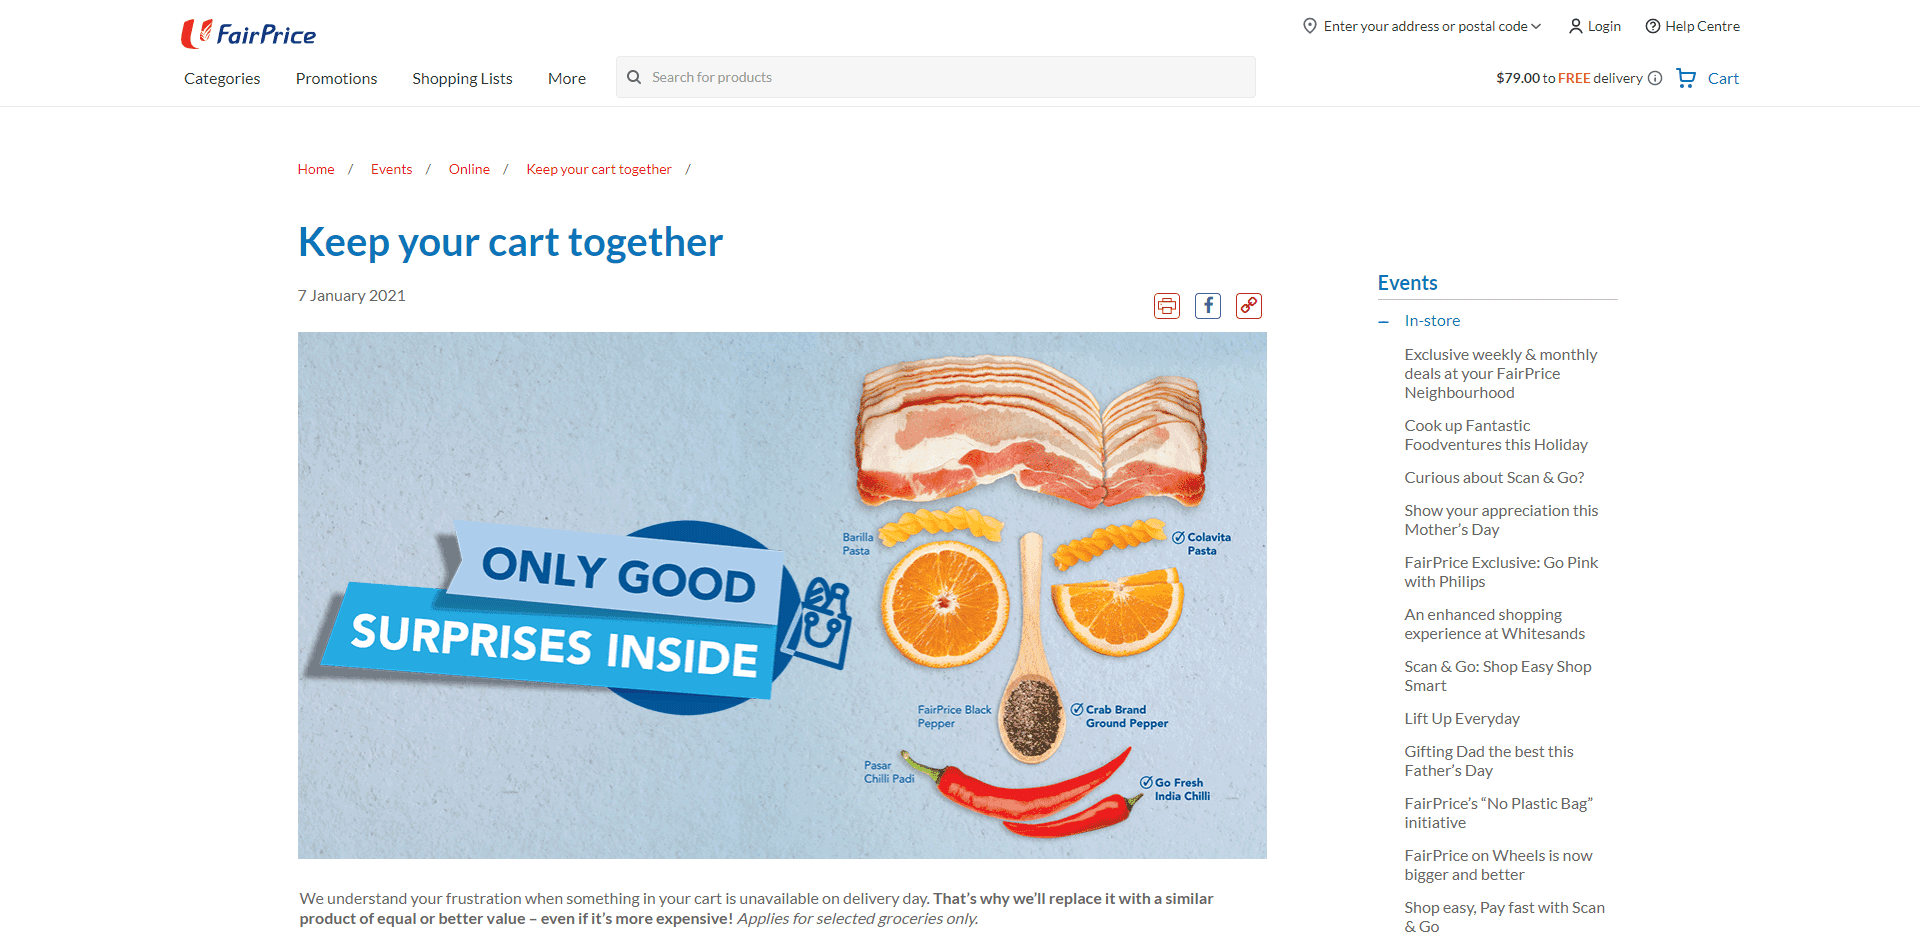 FairPrice
Enter your address or postal code
Login
Help Centre
Categories
Promotions
Shopping Lists
More
Search for products
$79.00 to FREE delivery
Cart
Home / Events / Online / Keep your cart together /
Keep your cart together
7 January 2021
ONLY GOOD
SURPRISES INSIDE
Barilla
Pasta
Colavita
Pasta
FairPrice Black
Pepper
Crab Brand
Ground Pepper
Pasar
Chilli Padi
Go Fresh
India Chilli
We understand your frustration when something in your cart is unavailable on delivery day. That’s why we’ll replace it with a similar
product of equal or better value – even if it’s more expensive! Applies for selected groceries only.
Events
In-store
Exclusive weekly & monthly
deals at your FairPrice
Neighbourhood
Cook up Fantastic
Foodventures this Holiday
Curious about Scan & Go?
Show your appreciation this
Mother’s Day
FairPrice Exclusive: Go Pink
with Philips
An enhanced shopping
experience at Whitesands
Scan & Go: Shop Easy Shop
Smart
Lift Up Everyday
Gifting Dad the best this
Father’s Day
FairPrice’s “No Plastic Bag”
initiative
FairPrice on Wheels is now
bigger and better
Shop easy, Pay fast with Scan
& Go